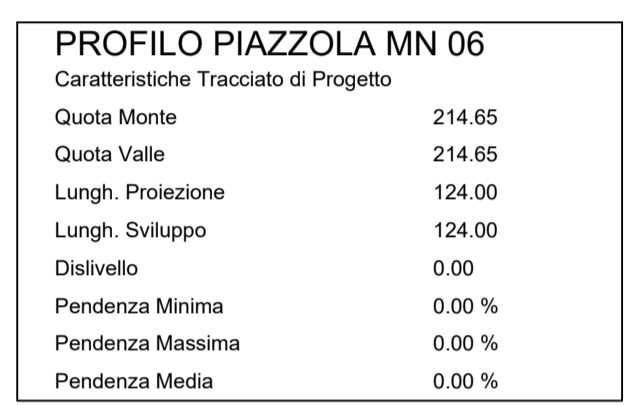 PROFILO PIAZZOLA MN 06
Caratteristiche Tracciato di Progetto
Quota Monte 214.65
Quota Valle 214.65
Lungh. Proiezione 124.00
Lungh. Sviluppo 124.00
Dislivello 0.00
Pendenza Minima 0.00 %
Pendenza Massima 0.00 %
Pendenza Media 0.00 %